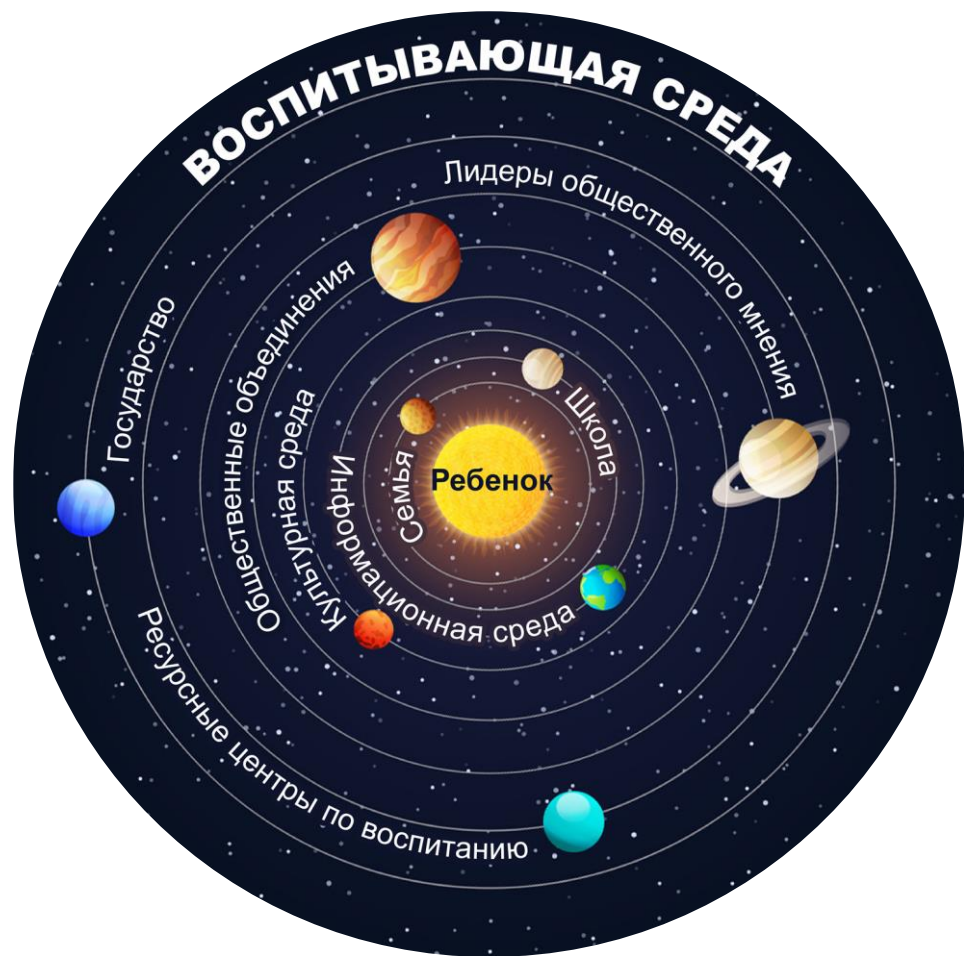 ВОСПИТЫВАЮЩАЯ СРЕДА
Лидеры общественного мнения
Государство
Общественные объединения
Культурная среда
Информационная среда
Семья
Школа
Ребенок
Ресурсные центры по воспитанию